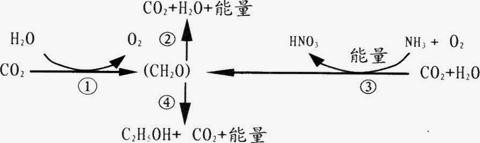 CO₂+H₂O+能量
H₂O O₂ ② HNO₃ 能量 NH₃ + O₂
CO₂ (CH₂O) CO₂+H₂O
① ③
④
C₂H₅OH+ CO₂+能量